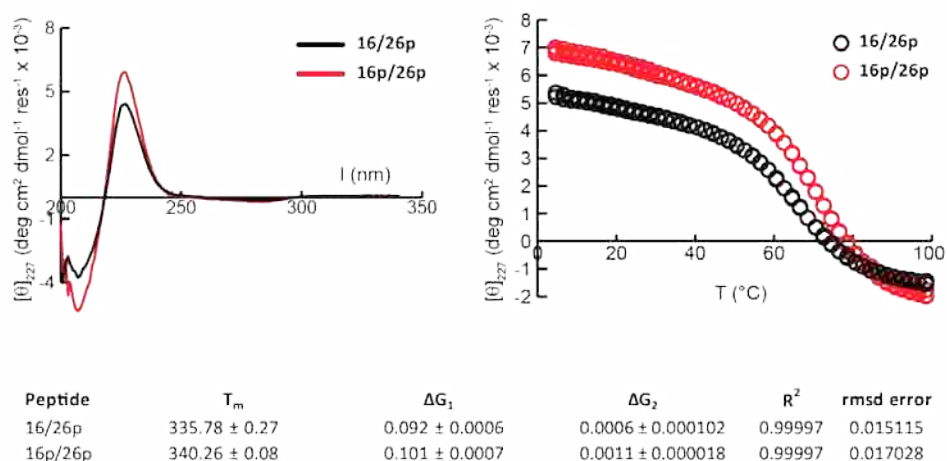 [θ]227 (deg cm² dmol⁻¹ res⁻¹ x 10⁻³)
8
5
2
-1
-4
16/26p
16p/26p
l (nm)
200
250
300
350
[θ]227 (deg cm² dmol⁻¹ res⁻¹ x 10⁻³)
8
7
6
5
4
3
2
1
0
-1
-2
16/26p
16p/26p
0
20
40
60
80
100
T (°C)
Peptide Tm ΔG1 ΔG2 R² rmsd error
16/26p 335.78 ± 0.27 0.092 ± 0.0006 0.0006 ± 0.000102 0.99997 0.015115
16p/26p 340.26 ± 0.08 0.101 ± 0.0007 0.0011 ± 0.000018 0.99997 0.017028